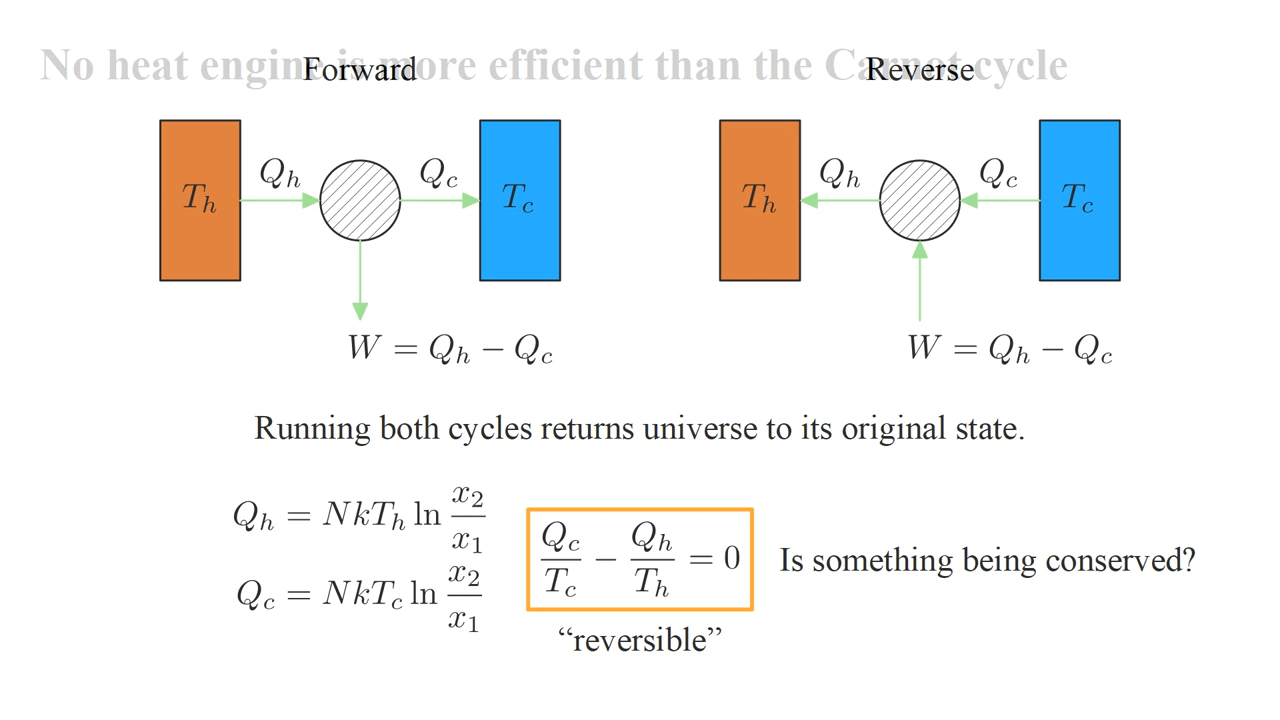 No heat engine is more efficient than the Carnot cycle
Forward
Reverse
T_h
Q_h
Q_c
T_c
T_h
Q_h
Q_c
T_c
W = Q_h − Q_c
W = Q_h − Q_c
Running both cycles returns universe to its original state.
Q_h = NkT_h ln x_2/x_1
Q_c = NkT_c ln x_2/x_1
Q_c/T_c − Q_h/T_h = 0
Is something being conserved?
“reversible”